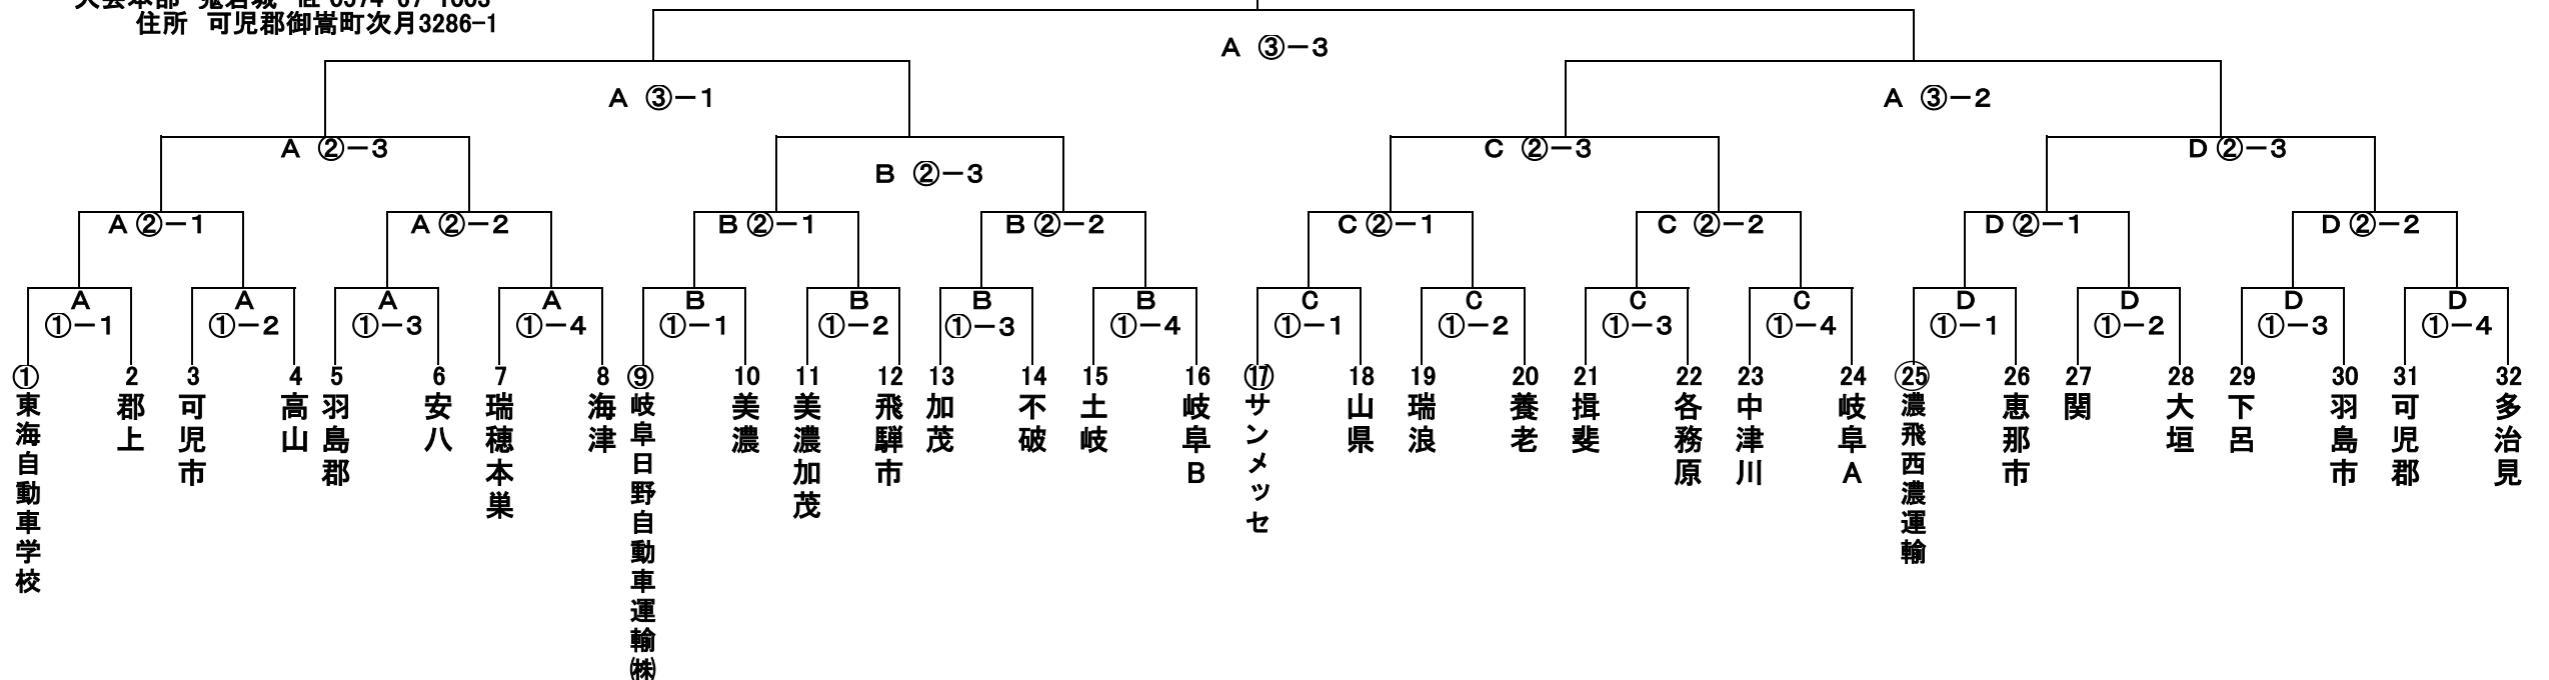 住所 可児郡御嵩町次月3286-1
A ③-3
A ③-1
A ③-2
A ②-3
B ②-3
C ②-3
D ②-3
A ②-1
A ②-2
B ②-1
B ②-2
C ②-1
C ②-2
D ②-1
D ②-2
A ①-1
A ①-2
A ①-3
A ①-4
B ①-1
B ①-2
B ①-3
B ①-4
C ①-1
C ①-2
C ①-3
C ①-4
D ①-1
D ①-2
D ①-3
D ①-4
① 東海自動車学校
2 郡上
3 可児市
4 高山
5 羽島郡
6 安八
7 瑞穂本巣
8 海津
⑨ 岐阜日野自動車運輸㈱
10 美濃
11 美濃加茂
12 飛騨市
13 加茂
14 不破
15 土岐
16 岐阜B
⑰ サンメッセ
18 山県
19 瑞浪
20 養老
21 揖斐
22 各務原
23 中津川
24 岐阜A
㉕ 濃飛西濃運輸
26 恵那市
27 関
28 大垣
29 下呂
30 羽島市
31 可児郡
32 多治見